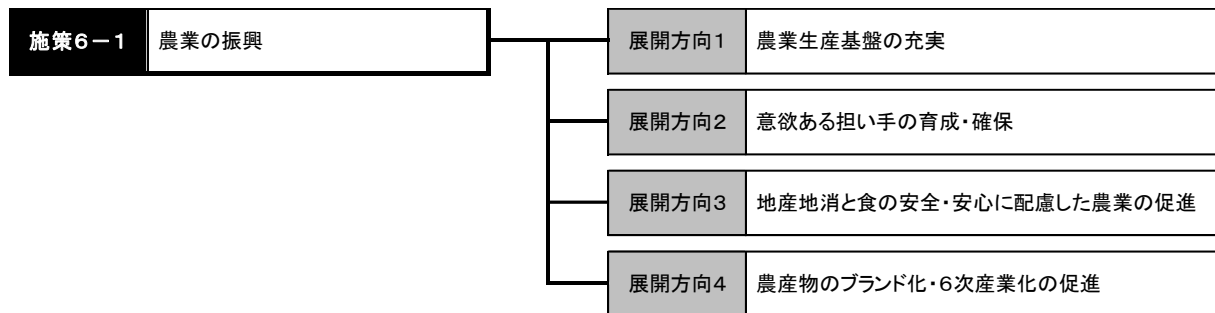 施策6－1 農業の振興
展開方向1 農業生産基盤の充実
展開方向2 意欲ある担い手の育成・確保
展開方向3 地産地消と食の安全・安心に配慮した農業の促進
展開方向4 農産物のブランド化・6次産業化の促進